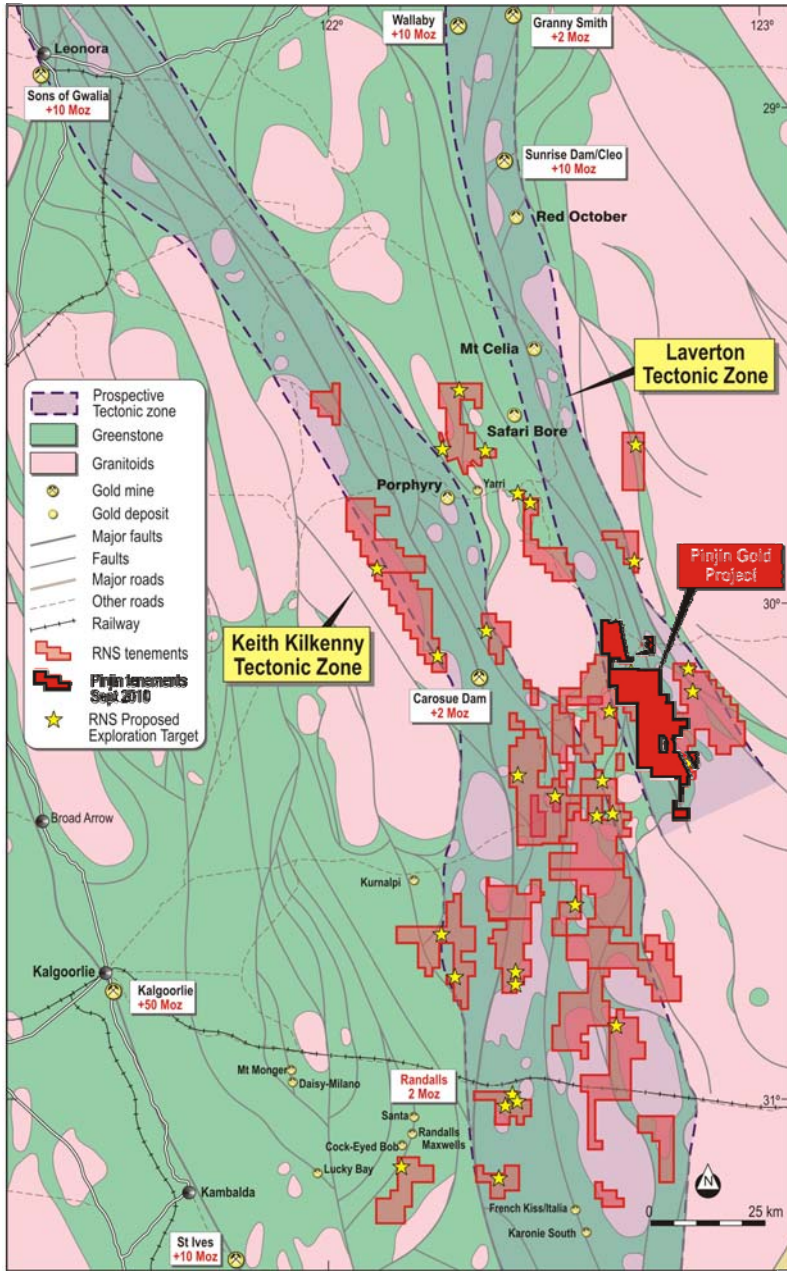 122°
123°
Wallaby
+10 Moz
Granny Smith
+2 Moz
Leonora
Sons of Gwalia
+10 Moz
29°
Sunrise Dam/Cleo
+10 Moz
Red October
Mt Celia
Laverton
Tectonic Zone
Prospective
Tectonic zone
Greenstone
Granitoids
Gold mine
Gold deposit
Major faults
Faults
Major roads
Other roads
Railway
RNS tenements
Pinjin tenements
Sept 2010
RNS Proposed
Exploration Target
Safari Bore
Porphyry
Yarri
Pinjin Gold
Project
30°
Keith Kilkenny
Tectonic Zone
Carosue Dam
+2 Moz
Broad Arrow
Kurnalpi
Kalgoorlie
Kalgoorlie
+50 Moz
Mt Monger
Daisy-Milano
Randalls
2 Moz
31°
Santa
Randalls
Maxwells
Cock-Eyed Bob
Lucky Bay
Kambalda
French Kiss/Italia
Karonie South
St Ives
+10 Moz
N
0
25 km